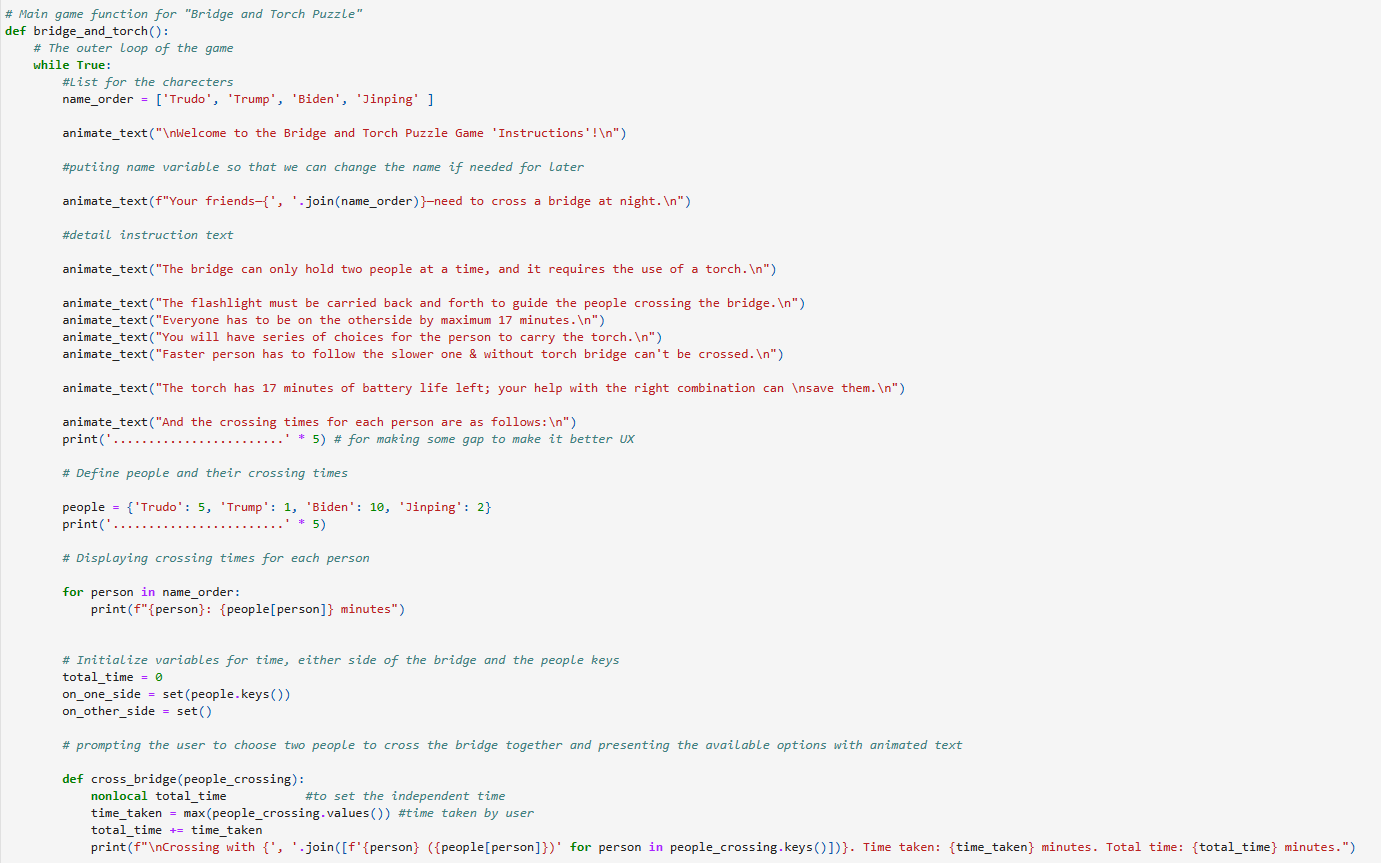 # Main game function for "Bridge and Torch Puzzle"
def bridge_and_torch():
    # The outer loop of the game
    while True:
        #List for the charecters
        name_order = ['Trudo', 'Trump', 'Biden', 'Jinping' ]
        animate_text("\nWelcome to the Bridge and Torch Puzzle Game 'Instructions'!\n")
        #putiing name variable so that we can change the name if needed for later
        animate_text(f"Your friends—{', '.join(name_order)}—need to cross a bridge at night.\n")
        #detail instruction text
        animate_text("The bridge can only hold two people at a time, and it requires the use of a torch.\n")
        animate_text("The flashlight must be carried back and forth to guide the people crossing the bridge.\n")
        animate_text("Everyone has to be on the otherside by maximum 17 minutes.\n")
        animate_text("You will have series of choices for the person to carry the torch.\n")
        animate_text("Faster person has to follow the slower one & without torch bridge can't be crossed.\n")
        animate_text("The torch has 17 minutes of battery life left; your help with the right combination can \nsave them.\n")
        animate_text("And the crossing times for each person are as follows:\n")
        print('........................' * 5) # for making some gap to make it better UX
        # Define people and their crossing times
        people = {'Trudo': 5, 'Trump': 1, 'Biden': 10, 'Jinping': 2}
        print('........................' * 5)
        # Displaying crossing times for each person
        for person in name_order:
            print(f"{person}: {people[person]} minutes")
        # Initialize variables for time, either side of the bridge and the people keys
        total_time = 0
        on_one_side = set(people.keys())
        on_other_side = set()
        # prompting the user to choose two people to cross the bridge together and presenting the available options with animated text
        def cross_bridge(people_crossing):
            nonlocal total_time           #to set the independent time
            time_taken = max(people_crossing.values()) #time taken by user
            total_time += time_taken
            print(f"\nCrossing with {', '.join([f'{person} ({people[person]})' for person in people_crossing.keys()])}. Time taken: {time_taken} minutes. Total time: {total_time} minutes.")